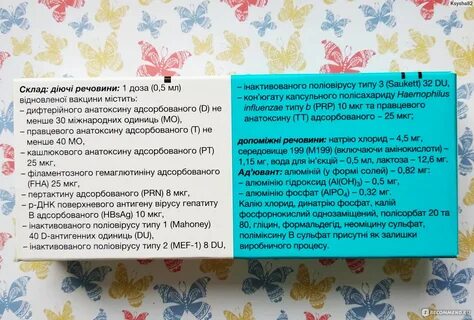 Ksysha82
Склад: діючі речовини: 1 доза (0,5 мл)
відновленої вакцини містить:
– дифтерійного анатоксину адсорбованого (D) не
менше 30 міжнародних одиниць (МО),
– правцевого анатоксину адсорбованого (Т) не
менше 40 МО,
– кашлюкового анатоксину адсорбованого (РТ)
25 мкг,
– філаментозного гемаглютиніну адсорбованого
(FHA) 25 мкг,
– пертактину адсорбованого (PRN) 8 мкг,
– р-ДНК поверхневого антигену вірусу гепатиту
В адсорбованого (HBsAg) 10 мкг,
– інактивованого поліовірусу типу 1 (Mahoney)
40 D-антигенних одиниць (DU),
– інактивованого поліовірусу типу 2 (MEF-1) 8 DU,
– інактивованого поліовірусу типу 3 (Saukett) 32 DU,
– кон'югату капсульного полісахариду Haemophilus
influenzae типу b (PRP) 10 мкг та правцевого
анатоксину (ТТ) адсорбованого – 25 мкг;
допоміжні речовини: натрію хлорид – 4,5 мг,
середовище 199 (М199) (включаючи амінокислоти) –
1,15 мг, вода для ін'єкцій – 0,5 мл, лактоза – 12,6 мг.
Ад'ювант: алюміній (у формі солей) – 0,82 мг:
– алюмінію гідроксид (Al(OH)₃) – 0,5 мг,
– алюмінію фосфат (AlPO₄) – 0,32 мг.
Калію хлорид, динатрію фосфат, калій
фосфорнокислий однозаміщений, полісорбат 20 та
80, гліцин, формальдегід, неоміцину сульфат,
поліміксину В сульфат присутні як залишки
виробничого процесу.
IRECOMMEND.RU